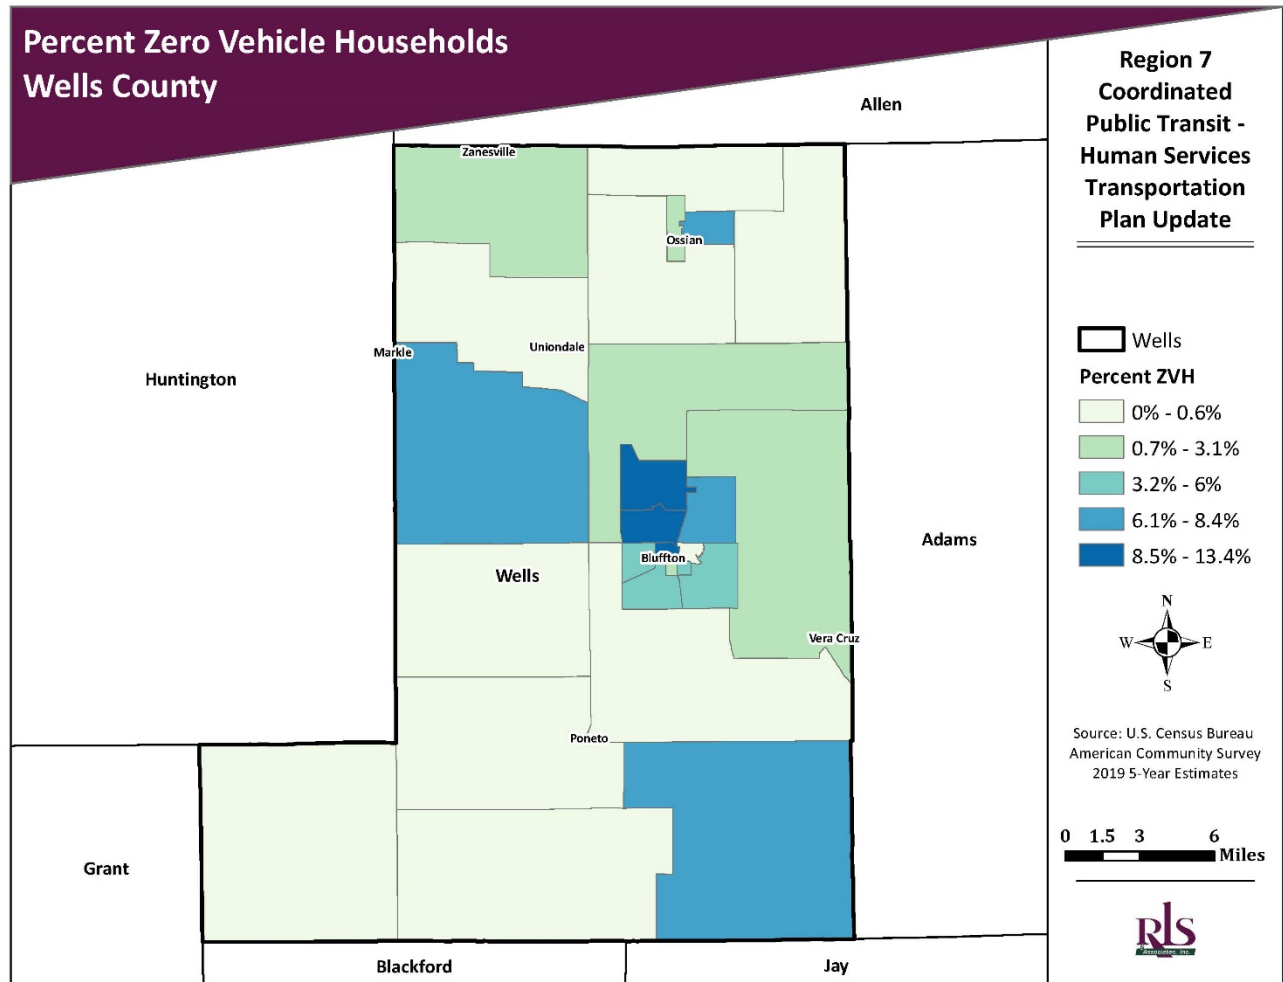 Percent Zero Vehicle Households
Wells County
Allen
Zanesville
Ossian
Markle
Uniondale
Huntington
Adams
Bluffton
Wells
Vera Cruz
Poneto
Grant
Blackford
Jay
Region 7
Coordinated
Public Transit -
Human Services
Transportation
Plan Update
Wells
Percent ZVH
0% - 0.6%
0.7% - 3.1%
3.2% - 6%
6.1% - 8.4%
8.5% - 13.4%
N
W E
S
Source: U.S. Census Bureau
American Community Survey
2019 5-Year Estimates
0 1.5 3 6
Miles
RLS
& Associates, Inc.